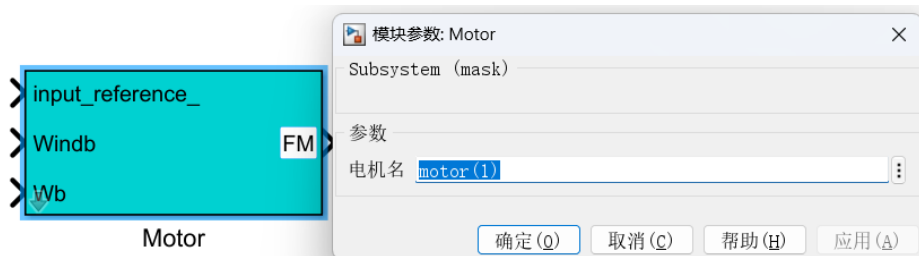 模块参数: Motor
Subsystem (mask)
参数
电机名 motor(1)
确定(O) 取消(C) 帮助(H) 应用(A)
input_reference_
Windb
FM
Wb
Motor